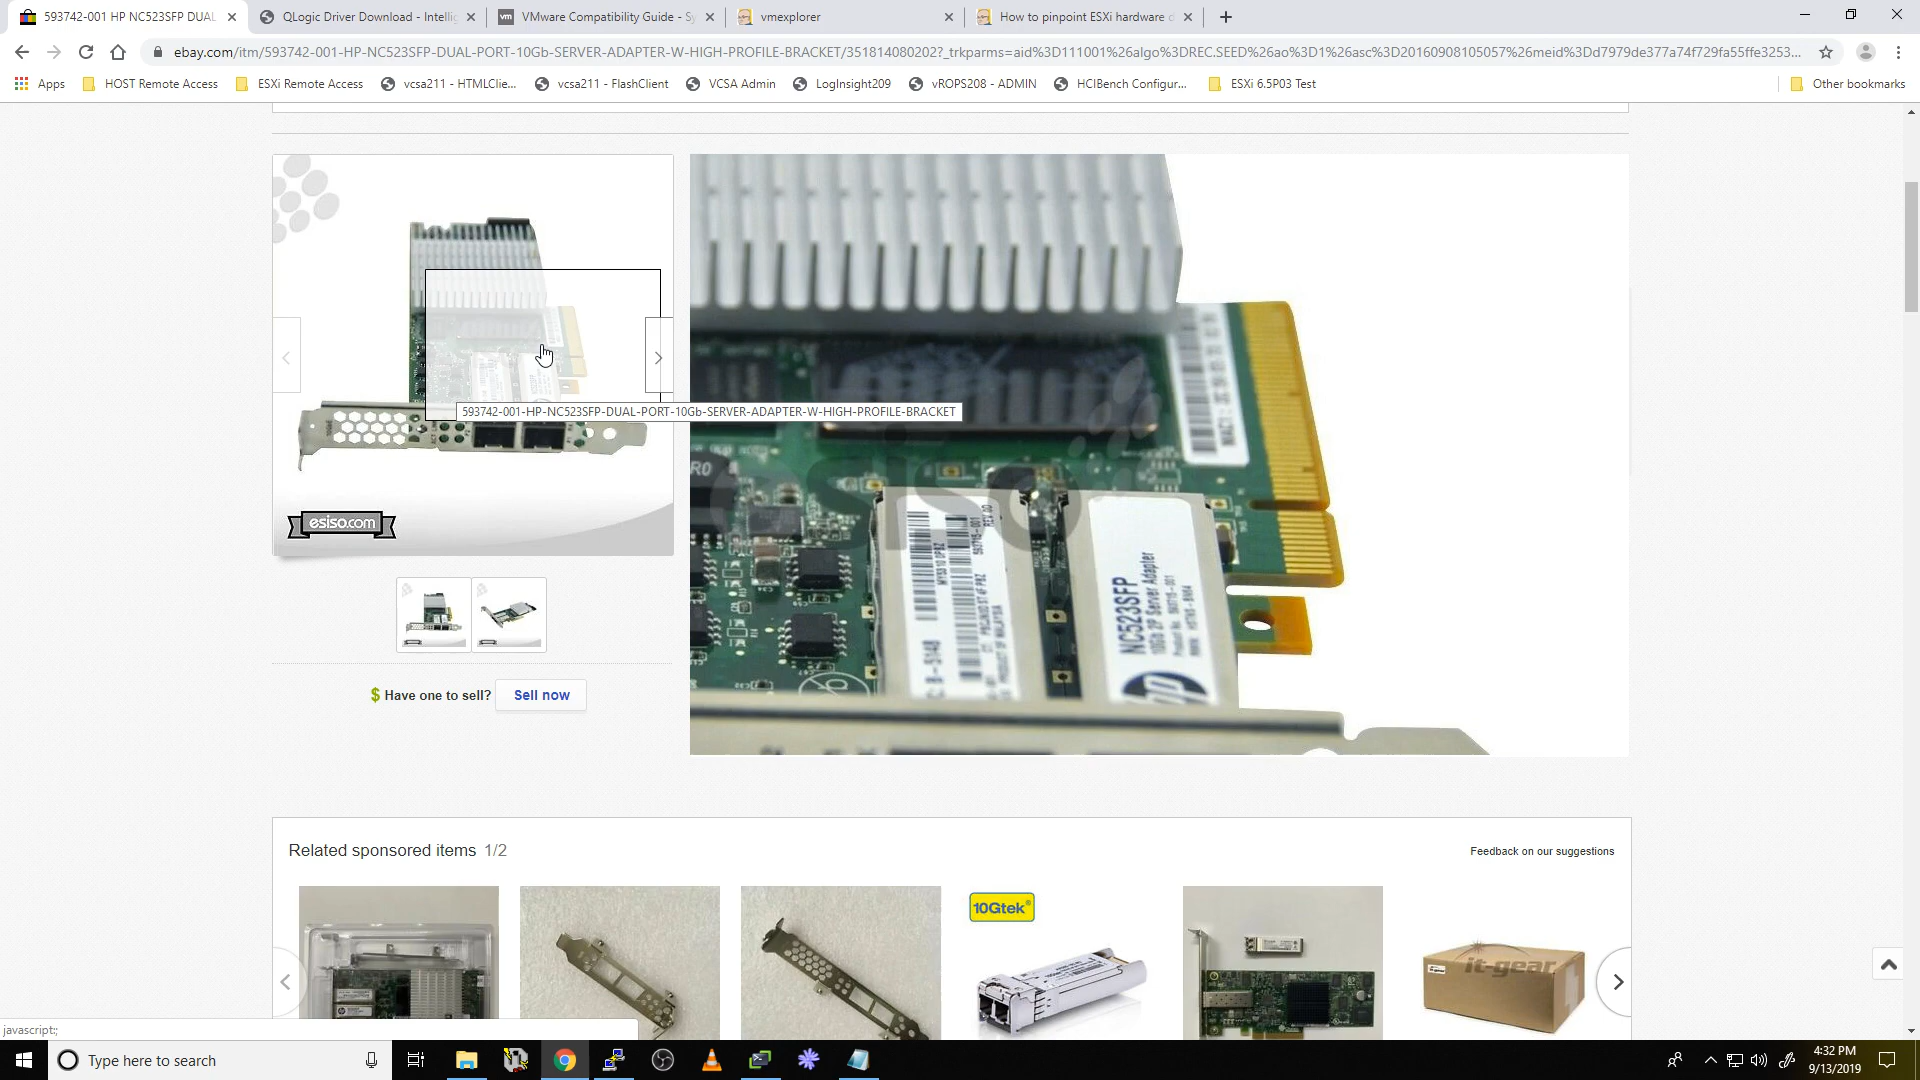 593742-001 HP NC523SFP DUAL
QLogic Driver Download - Intellig
VMware Compatibility Guide - Sy
vmexplorer
How to pinpoint ESXi hardware d
ebay.com/itm/593742-001-HP-NC523SFP-DUAL-PORT-10Gb-SERVER-ADAPTER-W-HIGH-PROFILE-BRACKET/351814080202?_trkparms=aid%3D111001%26algo%3DREC.SEED%26ao%3D1%26asc%3D20160908105057%26meid%3Dd7979de377a74f729fa55ffe3253...
Apps
HOST Remote Access
ESXi Remote Access
vcsa211 - HTMLClie...
vcsa211 - FlashClient
VCSA Admin
LogInsight209
vROPS208 - ADMIN
HCIBench Configur...
ESXi 6.5P03 Test
Other bookmarks
593742-001-HP-NC523SFP-DUAL-PORT-10Gb-SERVER-ADAPTER-W-HIGH-PROFILE-BRACKET
esiso.com
esiso
NC523SFP
10Gb 2P Server Adapter
PRODUCT OF MALAYSIA
hp
$ Have one to sell? Sell now
Related sponsored items 1/2
Feedback on our suggestions
10Gtek
it-gear
javascript:;
Type here to search
4:32 PM
9/13/2019